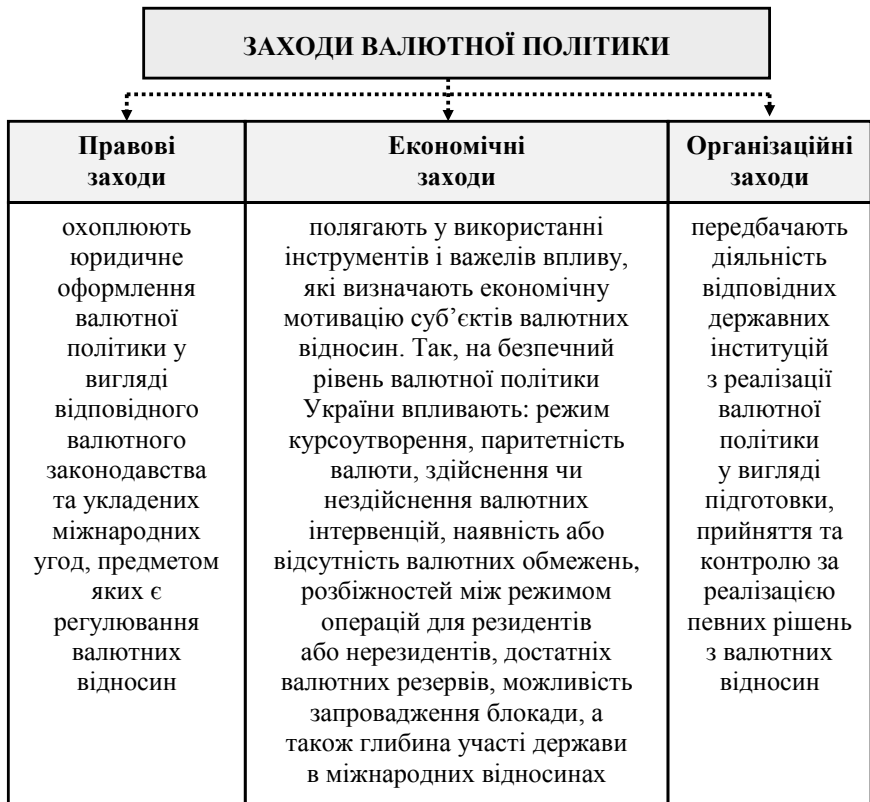 ЗАХОДИ ВАЛЮТНОЇ ПОЛІТИКИ
Правові
заходи
охоплюють
юридичне
оформлення
валютної
політики у
вигляді
відповідного
валютного
законодавства
та укладених
міжнародних
угод, предметом
яких є
регулювання
валютних
відносин
Економічні
заходи
полягають у використанні
інструментів і важелів впливу,
які визначають економічну
мотивацію суб’єктів валютних
відносин. Так, на безпечний
рівень валютної політики
України впливають: режим
курсоутворення, паритетність
валюти, здійснення чи
нездійснення валютних
інтервенцій, наявність або
відсутність валютних обмежень,
розбіжностей між режимом
операцій для резидентів
або нерезидентів, достатніх
валютних резервів, можливість
запровадження блокади, а
також глибина участі держави
в міжнародних відносинах
Організаційні
заходи
передбачають
діяльність
відповідних
державних
інституцій
з реалізації
валютної
політики
у вигляді
підготовки,
прийняття та
контролю за
реалізацією
певних рішень
з валютних
відносин